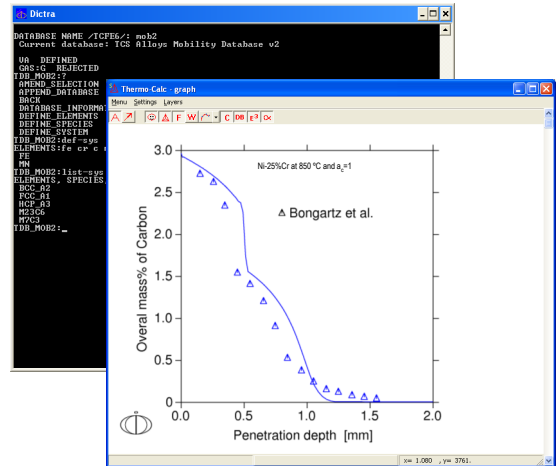 Dictra
DATABASE NAME /TCFE6/: mob2
Current database: TCS Alloys Mobility Database v2
VA DEFINED
GAS:G REJECTED
TDB_MOB2:?
AMEND_SELECTION
APPEND_DATABASE
BACK
DATABASE_INFORMAT
DEFINE_ELEMENTS
DEFINE_SPECIES
DEFINE_SYSTEM
TDB_MOB2:def-sys
ELEMENTS:fe cr c
FE
MN
TDB_MOB2:list-sys
ELEMENTS, SPECIES,
BCC_A2
FCC_A1
HCP_A3
M23C6
M7C3
TDB_MOB2:_
Thermo-Calc - graph
Menu Settings Layers
A F W C DB E3
Ni-25%Cr at 850 ºC and ac=1
Bongartz et al.
Overal mass% of Carbon
3.0
2.5
2.0
1.5
1.0
0.5
0
0.0 0.5 1.0 1.5 2.0
Penetration depth [mm]
x= 1.080 , y= 3761.